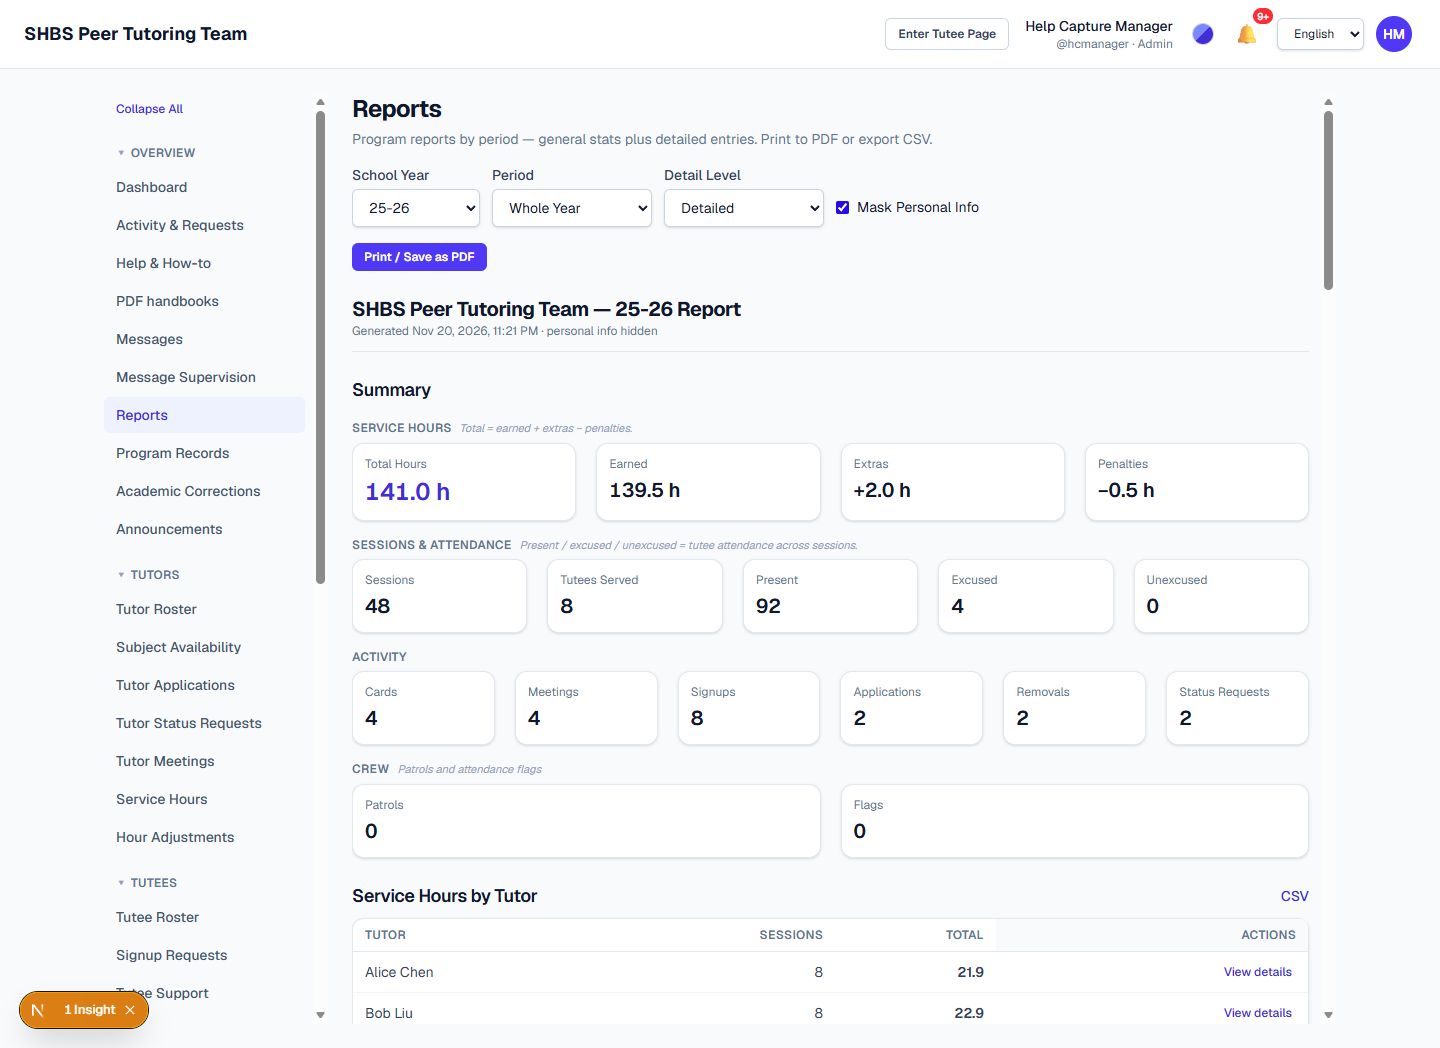 SHBS Peer Tutoring Team
Enter Tutee Page
Help Capture Manager
@hcmanager · Admin
9+
English
HM
Collapse All
OVERVIEW
Dashboard
Activity & Requests
Help & How-to
PDF handbooks
Messages
Message Supervision
Reports
Program Records
Academic Corrections
Announcements
TUTORS
Tutor Roster
Subject Availability
Tutor Applications
Tutor Status Requests
Tutor Meetings
Service Hours
Hour Adjustments
TUTEES
Tutee Roster
Signup Requests
Tutee Support
N 1 Insight ×
Reports
Program reports by period — general stats plus detailed entries. Print to PDF or export CSV.
School Year Period Detail Level
25-26 Whole Year Detailed Mask Personal Info
Print / Save as PDF
SHBS Peer Tutoring Team — 25-26 Report
Generated Nov 20, 2026, 11:21 PM · personal info hidden
Summary
SERVICE HOURS Total = earned + extras − penalties.
Total Hours Earned Extras Penalties
141.0 h 139.5 h +2.0 h −0.5 h
SESSIONS & ATTENDANCE Present / excused / unexcused = tutee attendance across sessions.
Sessions Tutees Served Present Excused Unexcused
48 8 92 4 0
ACTIVITY
Cards Meetings Signups Applications Removals Status Requests
4 4 8 2 2 2
CREW Patrols and attendance flags
Patrols Flags
0 0
Service Hours by Tutor CSV
TUTOR SESSIONS TOTAL ACTIONS
Alice Chen 8 21.9 View details
Bob Liu 8 22.9 View details